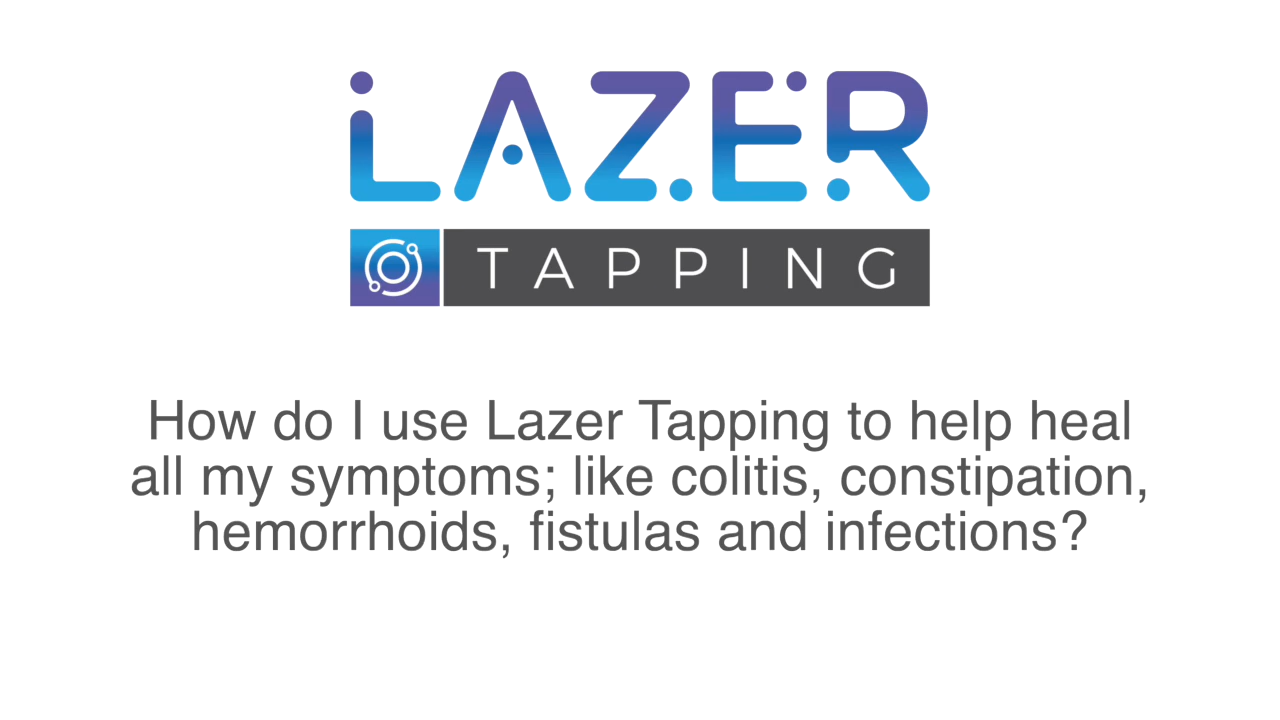 LAZER
TAPPING
How do I use Lazer Tapping to help heal
all my symptoms; like colitis, constipation,
hemorrhoids, fistulas and infections?